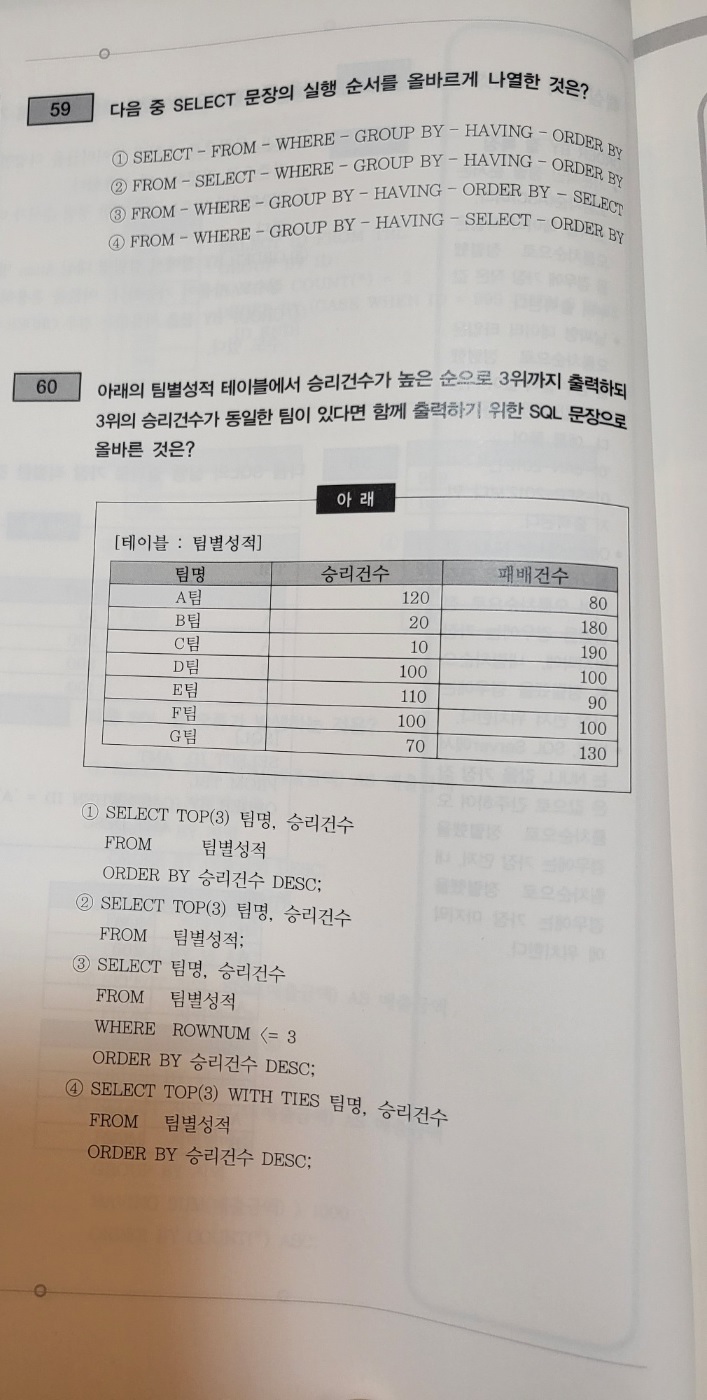 59 다음 중 SELECT 문장의 실행 순서를 올바르게 나열한 것은?
① SELECT - FROM - WHERE - GROUP BY - HAVING - ORDER BY
② FROM - SELECT - WHERE - GROUP BY - HAVING - ORDER BY
③ FROM - WHERE - GROUP BY - HAVING - ORDER BY - SELECT
④ FROM - WHERE - GROUP BY - HAVING - SELECT - ORDER BY
60 아래의 팀별성적 테이블에서 승리건수가 높은 순으로 3위까지 출력하되
3위의 승리건수가 동일한 팀이 있다면 함께 출력하기 위한 SQL 문장으로
올바른 것은?
아 래
[테이블 : 팀별성적]
팀명 승리건수 패배건수
A팀 120 80
B팀 20 180
C팀 10 190
D팀 100 100
E팀 110 90
F팀 100 100
G팀 70 130
① SELECT TOP(3) 팀명, 승리건수
FROM 팀별성적
ORDER BY 승리건수 DESC;
② SELECT TOP(3) 팀명, 승리건수
FROM 팀별성적;
③ SELECT 팀명, 승리건수
FROM 팀별성적
WHERE ROWNUM <= 3
ORDER BY 승리건수 DESC;
④ SELECT TOP(3) WITH TIES 팀명, 승리건수
FROM 팀별성적
ORDER BY 승리건수 DESC;